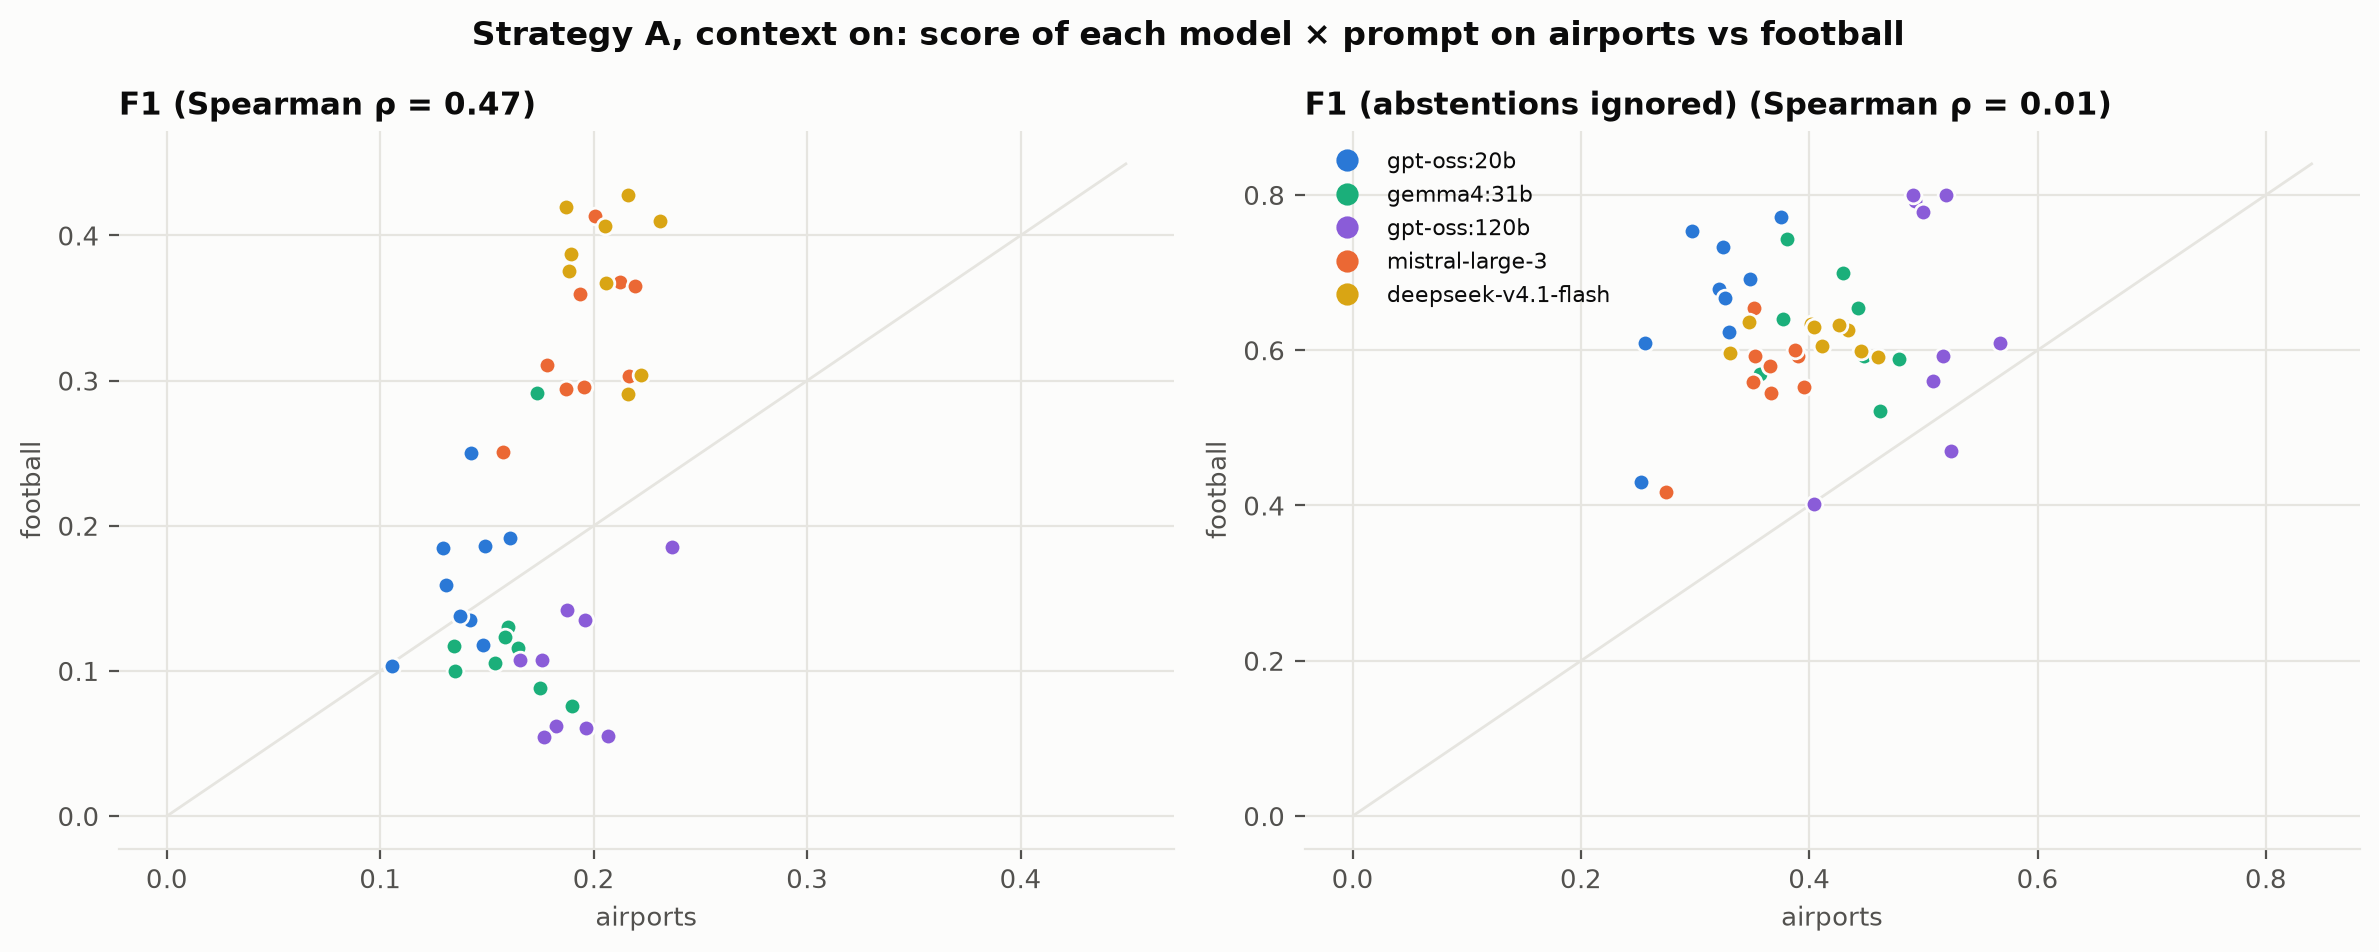 Strategy A, context on: score of each model × prompt on airports vs football
F1 (Spearman ρ = 0.47)
football
0.4
0.3
0.2
0.1
0.0
0.0 0.1 0.2 0.3 0.4
airports
F1 (abstentions ignored) (Spearman ρ = 0.01)
gpt-oss:20b
gemma4:31b
gpt-oss:120b
mistral-large-3
deepseek-v4.1-flash
football
0.8
0.6
0.4
0.2
0.0
0.0 0.2 0.4 0.6 0.8
airports